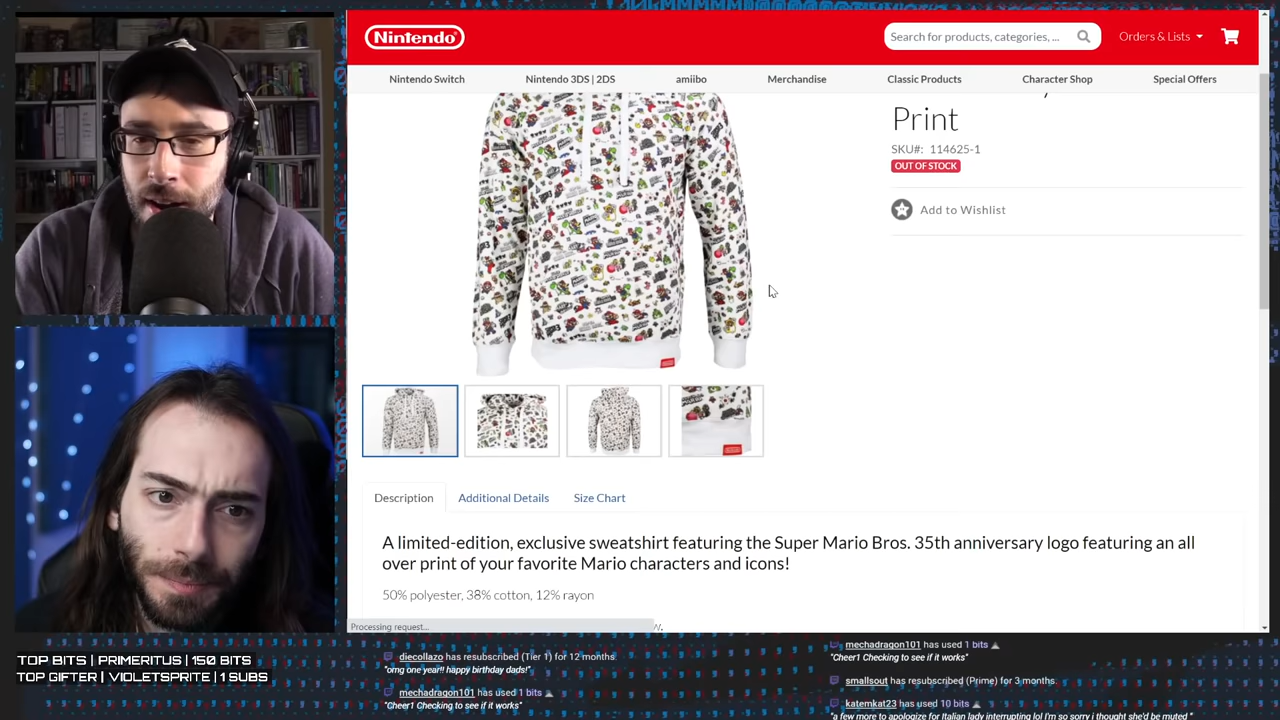 Nintendo
Search for products, categories, ...
Orders & Lists
Nintendo Switch
Nintendo 3DS | 2DS
amiibo
Merchandise
Classic Products
Character Shop
Special Offers
Print
SKU#: 114625-1
OUT OF STOCK
Add to Wishlist
Description
Additional Details
Size Chart
A limited-edition, exclusive sweatshirt featuring the Super Mario Bros. 35th anniversary logo featuring an all
over print of your favorite Mario characters and icons!
50% polyester, 38% cotton, 12% rayon
Processing request...
TOP BITS | PRIMERITUS | 150 BITS
TOP GIFTER | VIOLETSPRITE | 1 SUBS
diecollazo has resubscribed (Tier 1) for 12 months.
"omg one year!! happy birthday dads!"
mechadragon101 has used 1 bits
"Cheer1 Checking to see if it works"
mechadragon101 has used 1 bits
"Cheer1 Checking to see if it works"
smallsout has resubscribed (Prime) for 3 months.
katemkat23 has used 10 bits
"a few more to apologize for Italian lady interrupting lol I'm so sorry i thought she'd be muted "